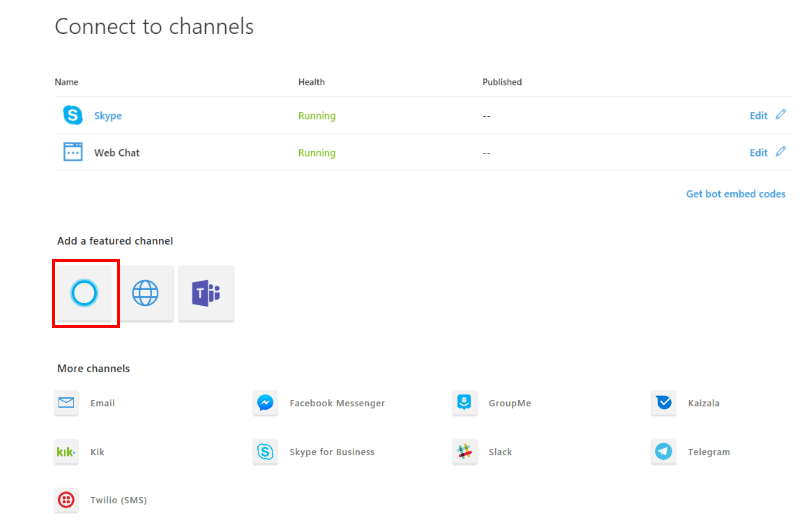 Connect to channels
Name Health Published
S Skype Running -- Edit
Web Chat Running -- Edit
Get bot embed codes
Add a featured channel
T
More channels
Email Facebook Messenger GroupMe Kaizala
kik Kik S Skype for Business Slack Telegram
Twilio (SMS)